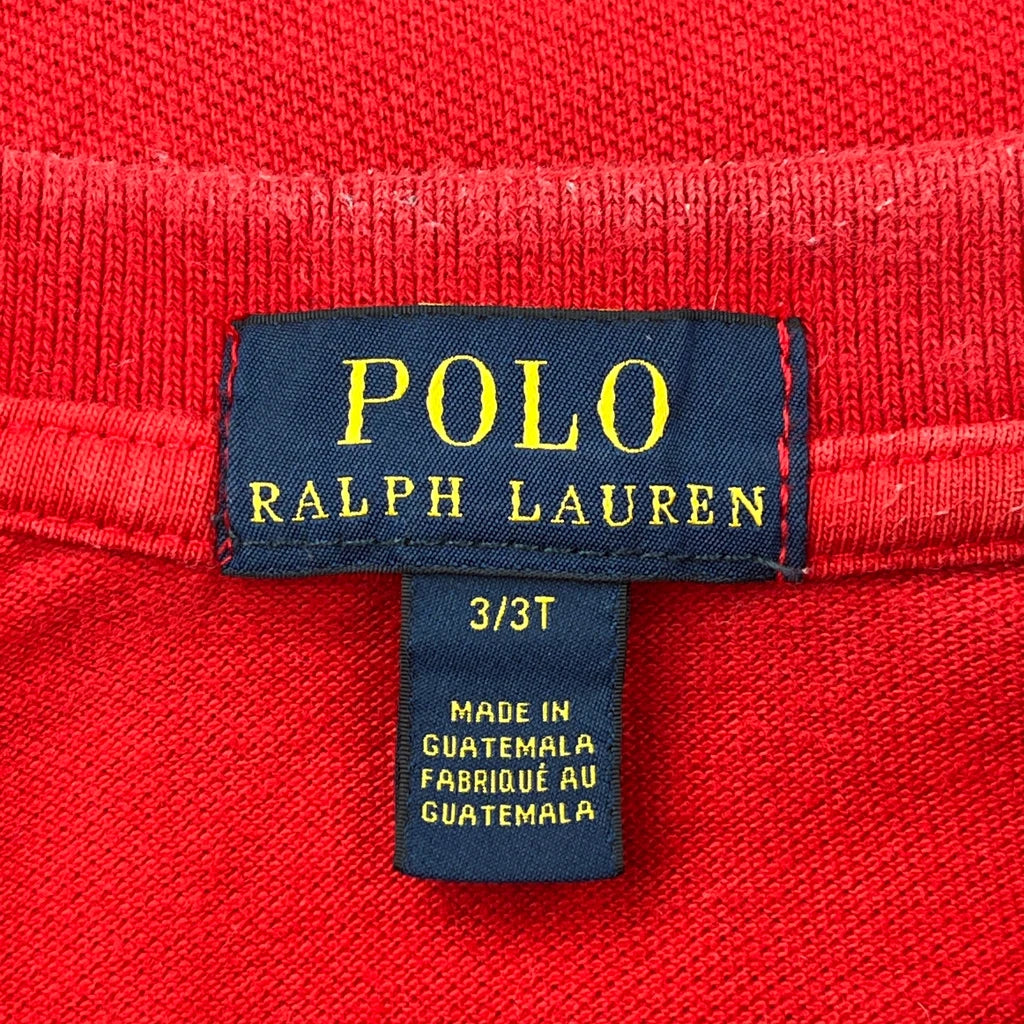 POLO
RALPH LAUREN
3/3T
MADE IN
GUATEMALA
FABRIQUÉ AU
GUATEMALA